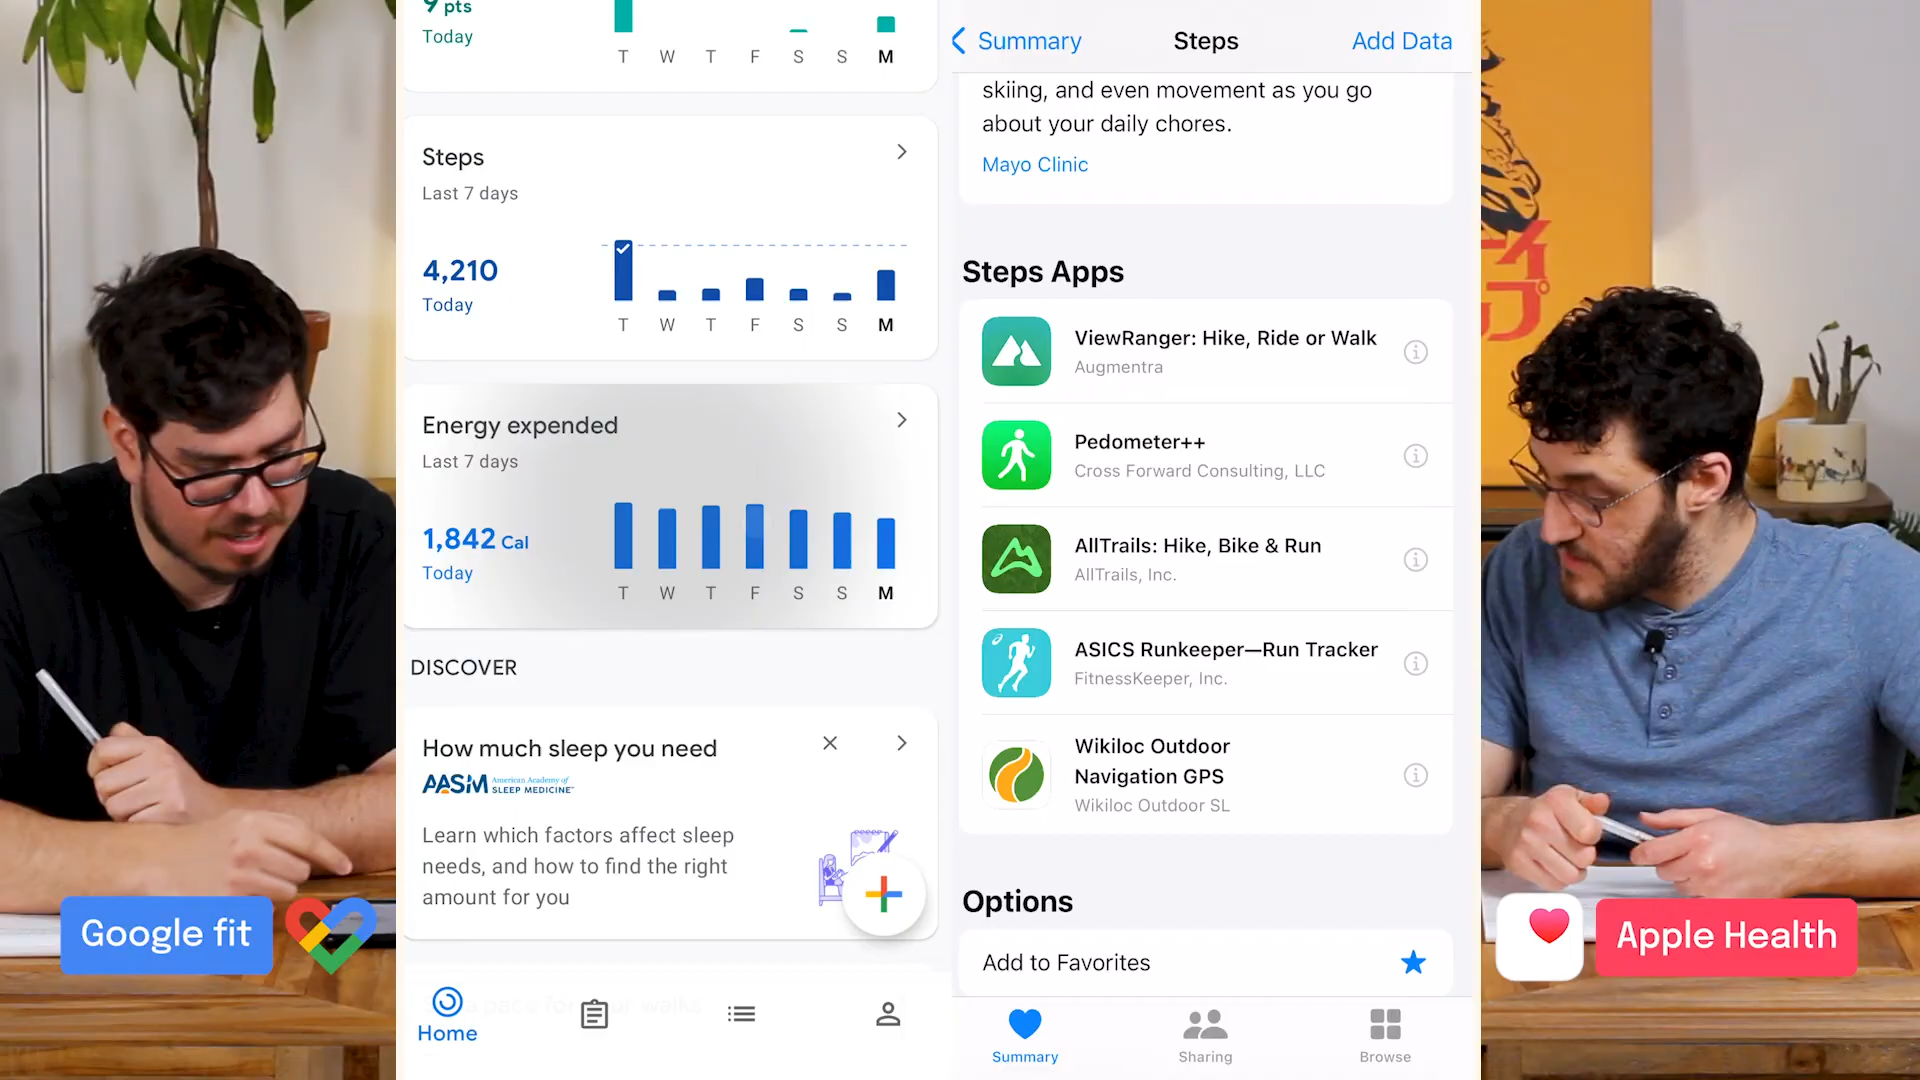 9 pts
Today
T W T F S S M
Steps
Last 7 days
4,210
Today
T W T F S S M
Energy expended
Last 7 days
1,842 Cal
Today
T W T F S S M
DISCOVER
How much sleep you need
AASM American Academy of
SLEEP MEDICINE
Learn which factors affect sleep
needs, and how to find the right
amount for you
Home
Summary
Steps
Add Data
skiing, and even movement as you go
about your daily chores.
Mayo Clinic
Steps Apps
ViewRanger: Hike, Ride or Walk
Augmentra
Pedometer++
Cross Forward Consulting, LLC
AllTrails: Hike, Bike & Run
AllTrails, Inc.
ASICS Runkeeper—Run Tracker
FitnessKeeper, Inc.
Wikiloc Outdoor
Navigation GPS
Wikiloc Outdoor SL
Options
Add to Favorites
Summary
Sharing
Browse
Google fit
Apple Health